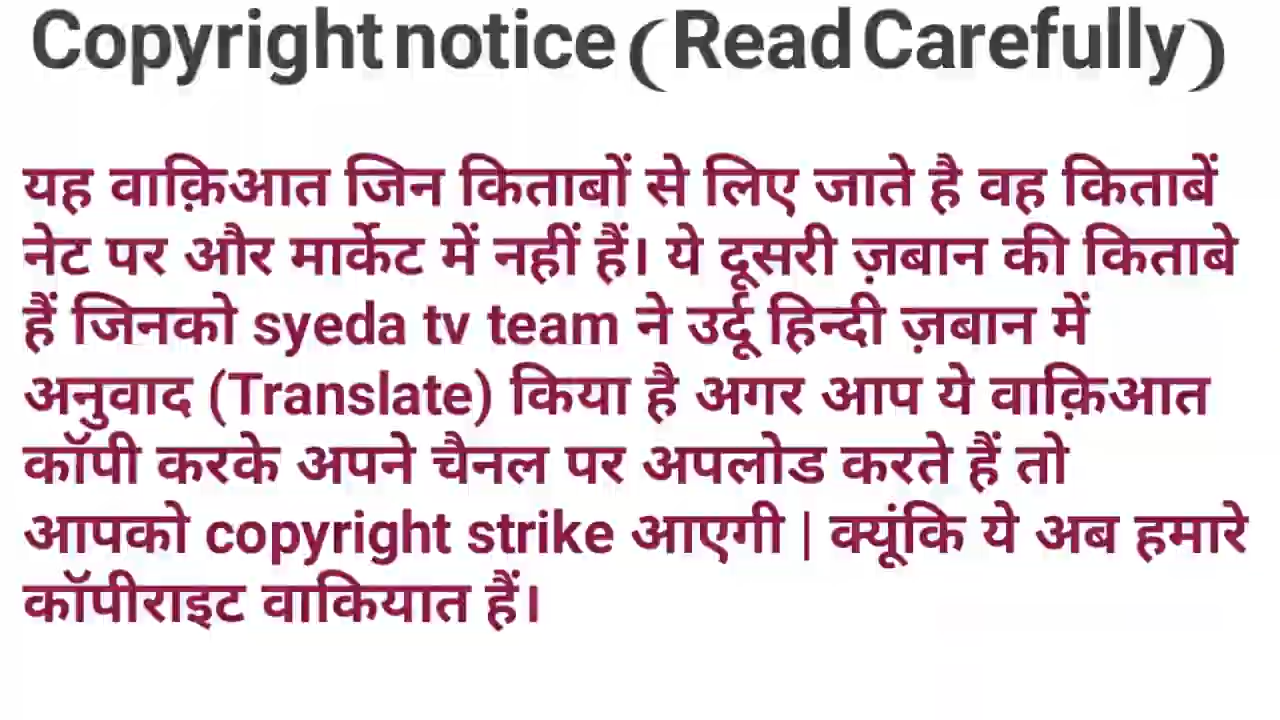 Copyright notice ( Read Carefully )
यह वाक़िआत जिन किताबों से लिए जाते है वह किताबें
नेट पर और मार्केट में नहीं हैं। ये दूसरी ज़बान की किताबे
हैं जिनको syeda tv team ने उर्दू हिन्दी ज़बान में
अनुवाद (Translate) किया है अगर आप ये वाक़िआत
कॉपी करके अपने चैनल पर अपलोड करते हैं तो
आपको copyright strike आएगी | क्यूंकि ये अब हमारे
कॉपीराइट वाकियात हैं।